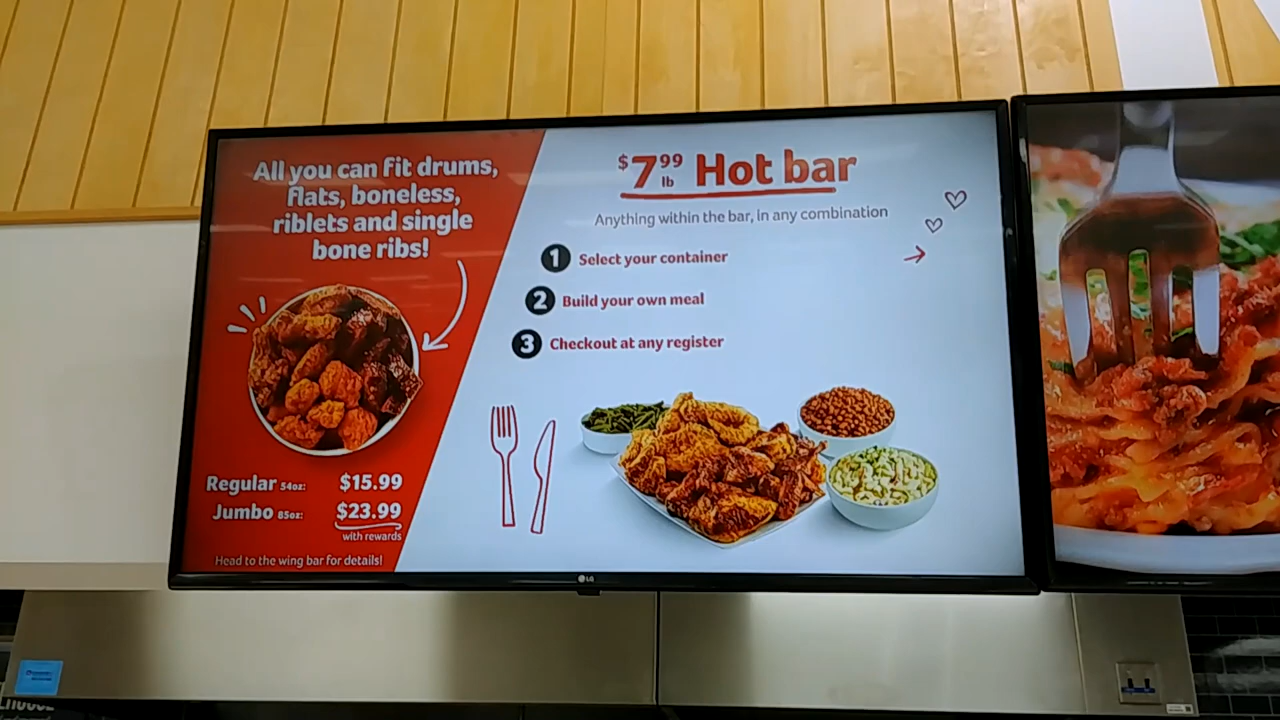 All you can fit drums,
flats, boneless,
riblets and single
bone ribs!
Regular 54oz: $15.99
Jumbo 85oz: $23.99
with rewards
Head to the wing bar for details!
$7.99 lb Hot bar
Anything within the bar, in any combination
1 Select your container
2 Build your own meal
3 Checkout at any register
LG